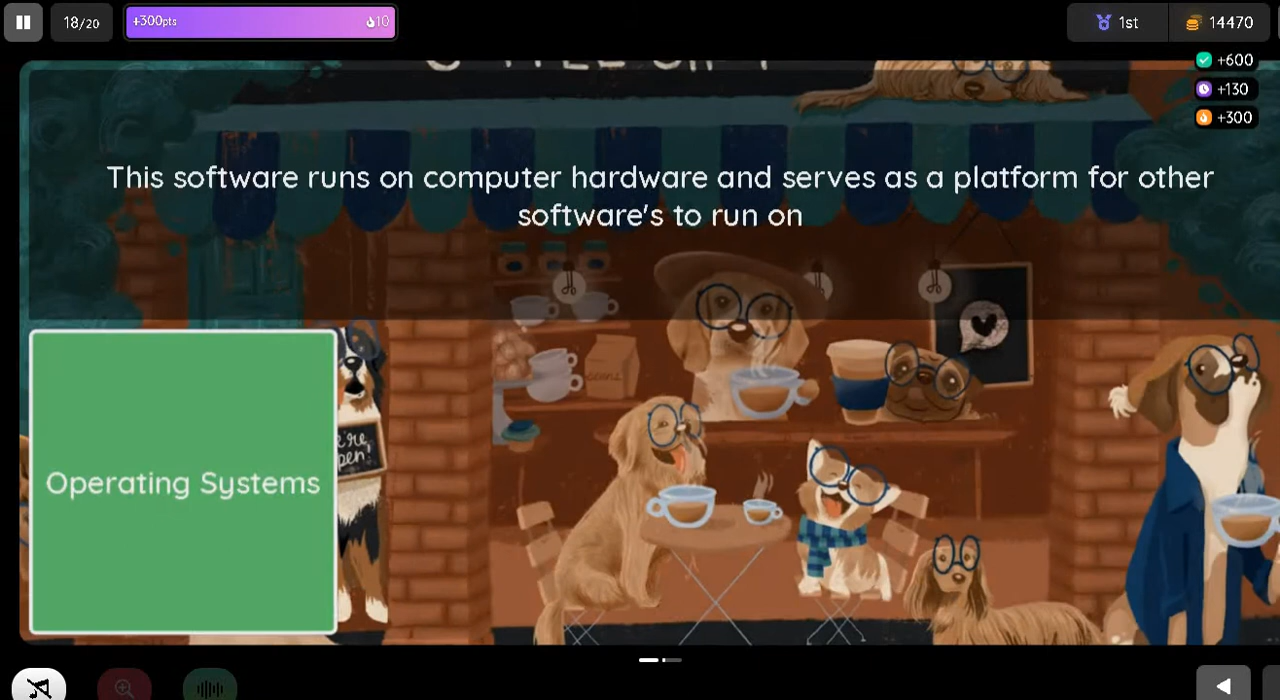 18/20
+300pts
10
1st
14470
+600
+130
+300
This software runs on computer hardware and serves as a platform for other
software's to run on
Operating Systems